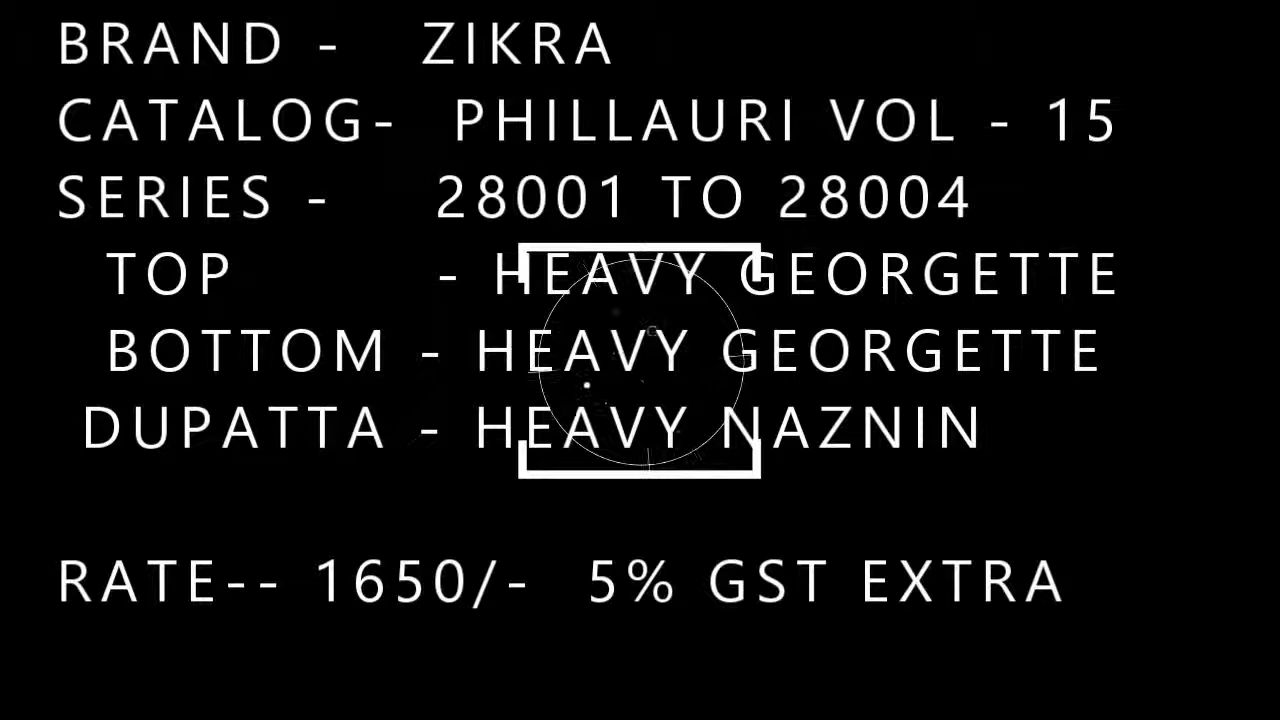 BRAND - ZIKRA
CATALOG- PHILLAURI VOL - 15
SERIES - 28001 TO 28004
TOP - HEAVY GEORGETTE
BOTTOM - HEAVY GEORGETTE
DUPATTA - HEAVY NAZNIN
RATE-- 1650/- 5% GST EXTRA